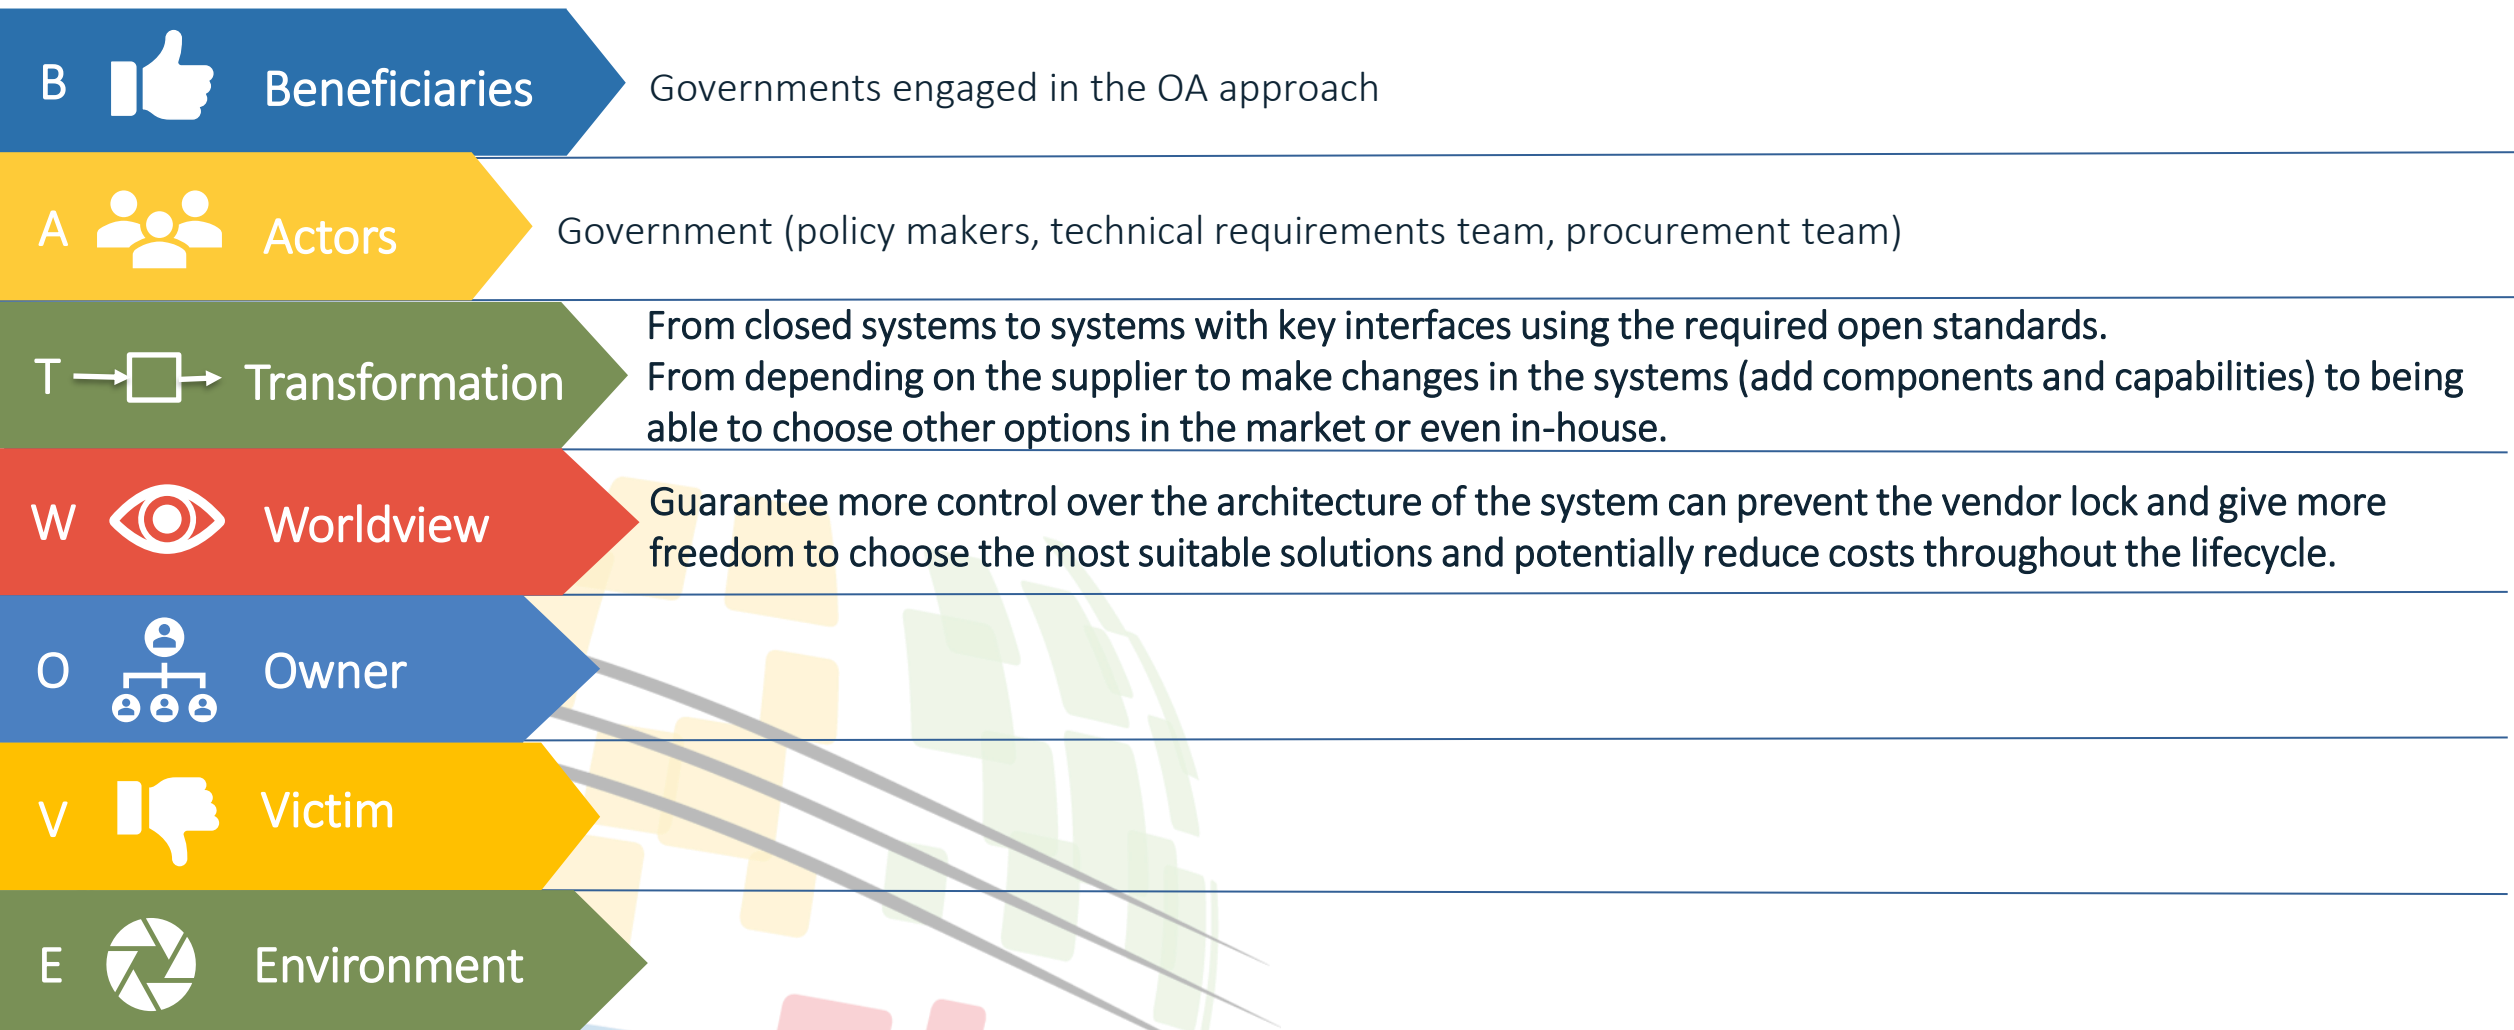 B Beneficiaries Governments engaged in the OA approach
A Actors Government (policy makers, technical requirements team, procurement team)
T Transformation From closed systems to systems with key interfaces using the required open standards.
From depending on the supplier to make changes in the systems (add components and capabilities) to being
able to choose other options in the market or even in-house.
W Worldview Guarantee more control over the architecture of the system can prevent the vendor lock and give more
freedom to choose the most suitable solutions and potentially reduce costs throughout the lifecycle.
O Owner
V Victim
E Environment